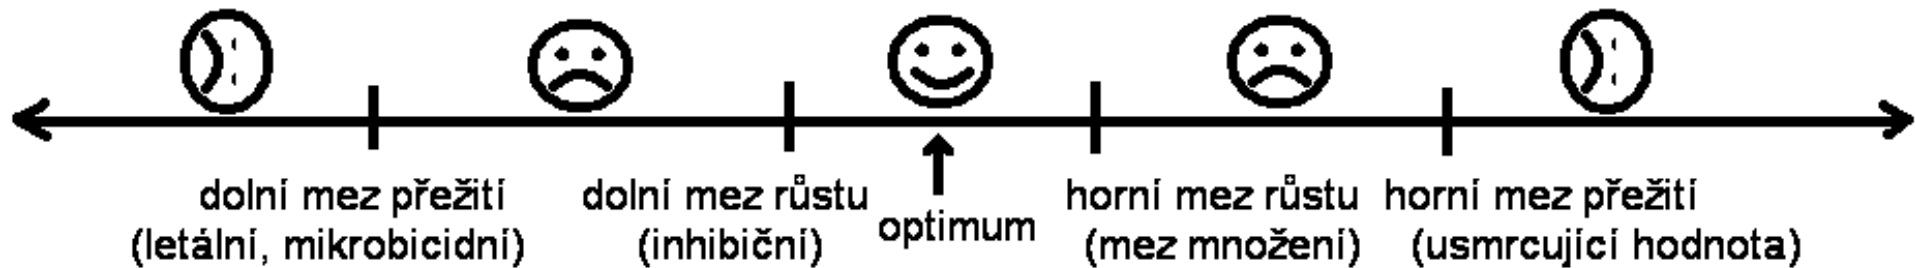 dolní mez přežití
(letální, mikrobicidní)
dolní mez růstu
(inhibiční)
optimum
horní mez růstu
(mez množení)
horní mez přežití
(usmrcující hodnota)